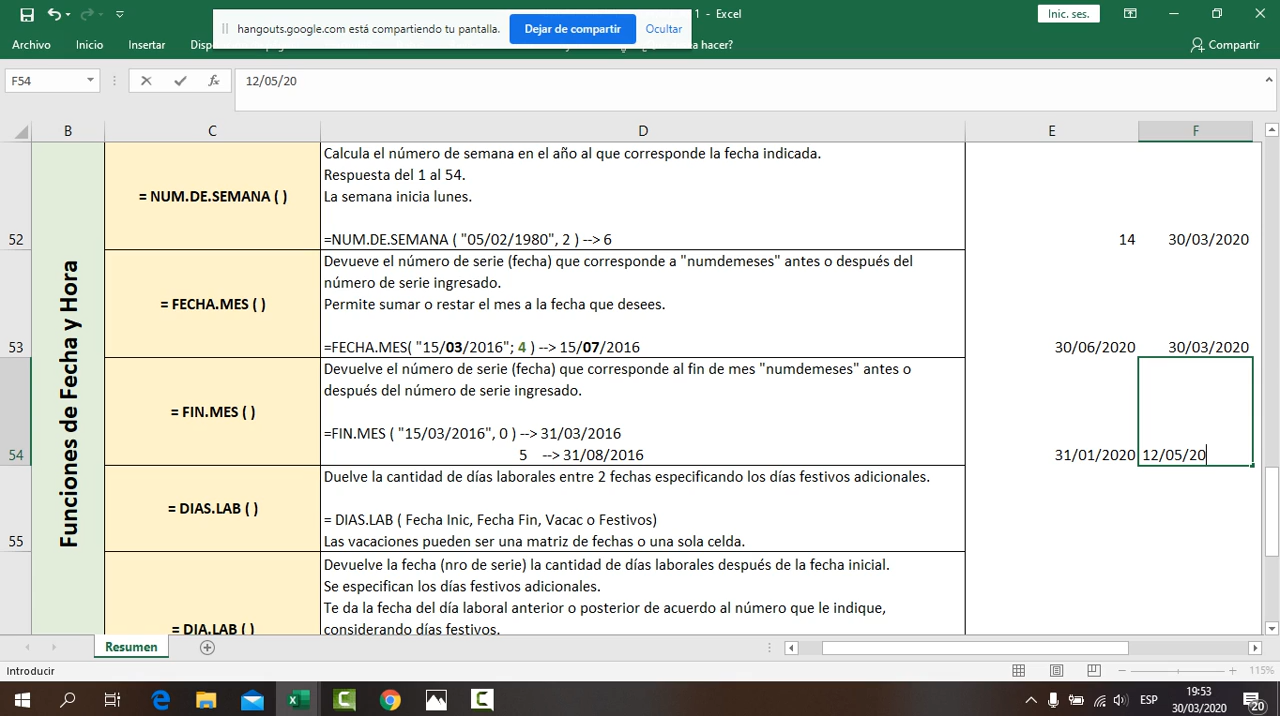 1 - Excel
Inic. ses.
hangouts.google.com está compartiendo tu pantalla.
Dejar de compartir
Ocultar
Archivo
Inicio
Insertar
hacer?
Compartir
F54
fx
12/05/20
B
C
D
E
F
Funciones de Fecha y Hora
52
= NUM.DE.SEMANA ( )
Calcula el número de semana en el año al que corresponde la fecha indicada.
Respuesta del 1 al 54.
La semana inicia lunes.
=NUM.DE.SEMANA ( "05/02/1980", 2 ) --> 6
14
30/03/2020
53
= FECHA.MES ( )
Devueve el número de serie (fecha) que corresponde a "numdemeses" antes o después del
número de serie ingresado.
Permite sumar o restar el mes a la fecha que desees.
=FECHA.MES( "15/03/2016"; 4 ) --> 15/07/2016
30/06/2020
30/03/2020
54
= FIN.MES ( )
Devuelve el número de serie (fecha) que corresponde al fin de mes "numdemeses" antes o
después del número de serie ingresado.
=FIN.MES ( "15/03/2016", 0 ) --> 31/03/2016
5 --> 31/08/2016
31/01/2020
12/05/20
55
= DIAS.LAB ( )
Duelve la cantidad de días laborales entre 2 fechas especificando los días festivos adicionales.
= DIAS.LAB ( Fecha Inic, Fecha Fin, Vacac o Festivos)
Las vacaciones pueden ser una matriz de fechas o una sola celda.
= DIA.LAB ( )
Devuelve la fecha (nro de serie) la cantidad de días laborales después de la fecha inicial.
Se especifican los días festivos adicionales.
Te da la fecha del día laboral anterior o posterior de acuerdo al número que le indique,
considerando días festivos.
Resumen
Introducir
115%
ESP
19:53
30/03/2020
20